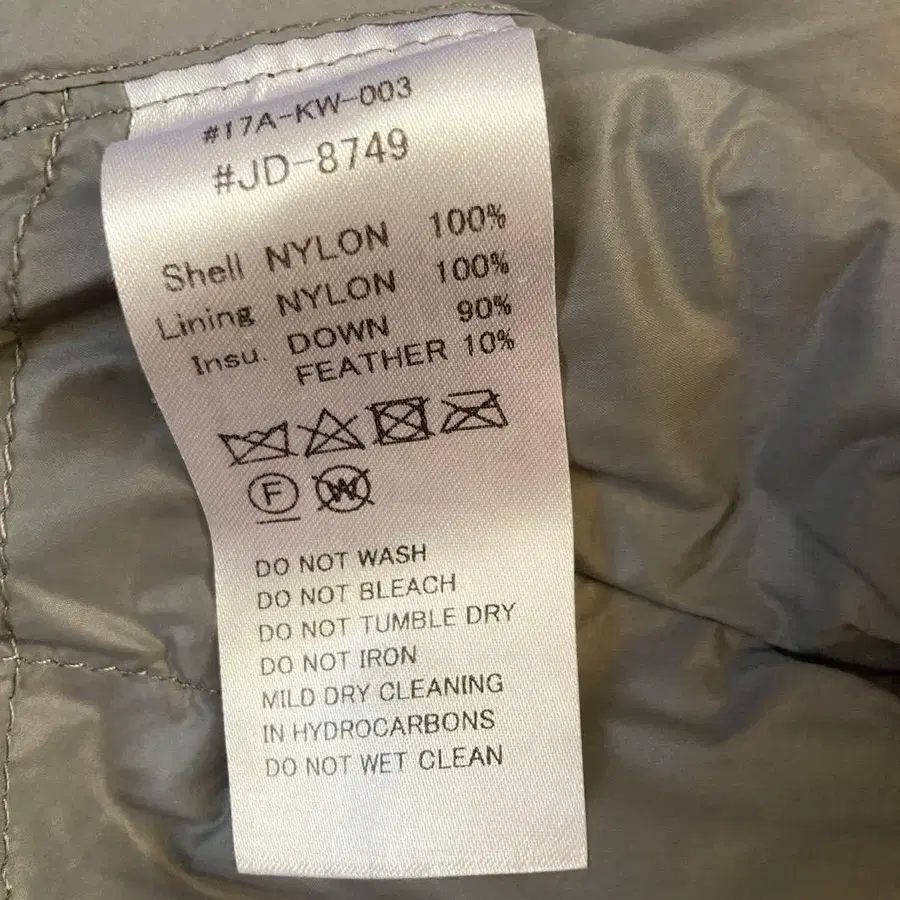 #17A-KW-003
#JD-8749
Shell NYLON 100%
Lining NYLON 100%
Insu. DOWN 90%
FEATHER 10%
F W
DO NOT WASH
DO NOT BLEACH
DO NOT TUMBLE DRY
DO NOT IRON
MILD DRY CLEANING
IN HYDROCARBONS
DO NOT WET CLEAN